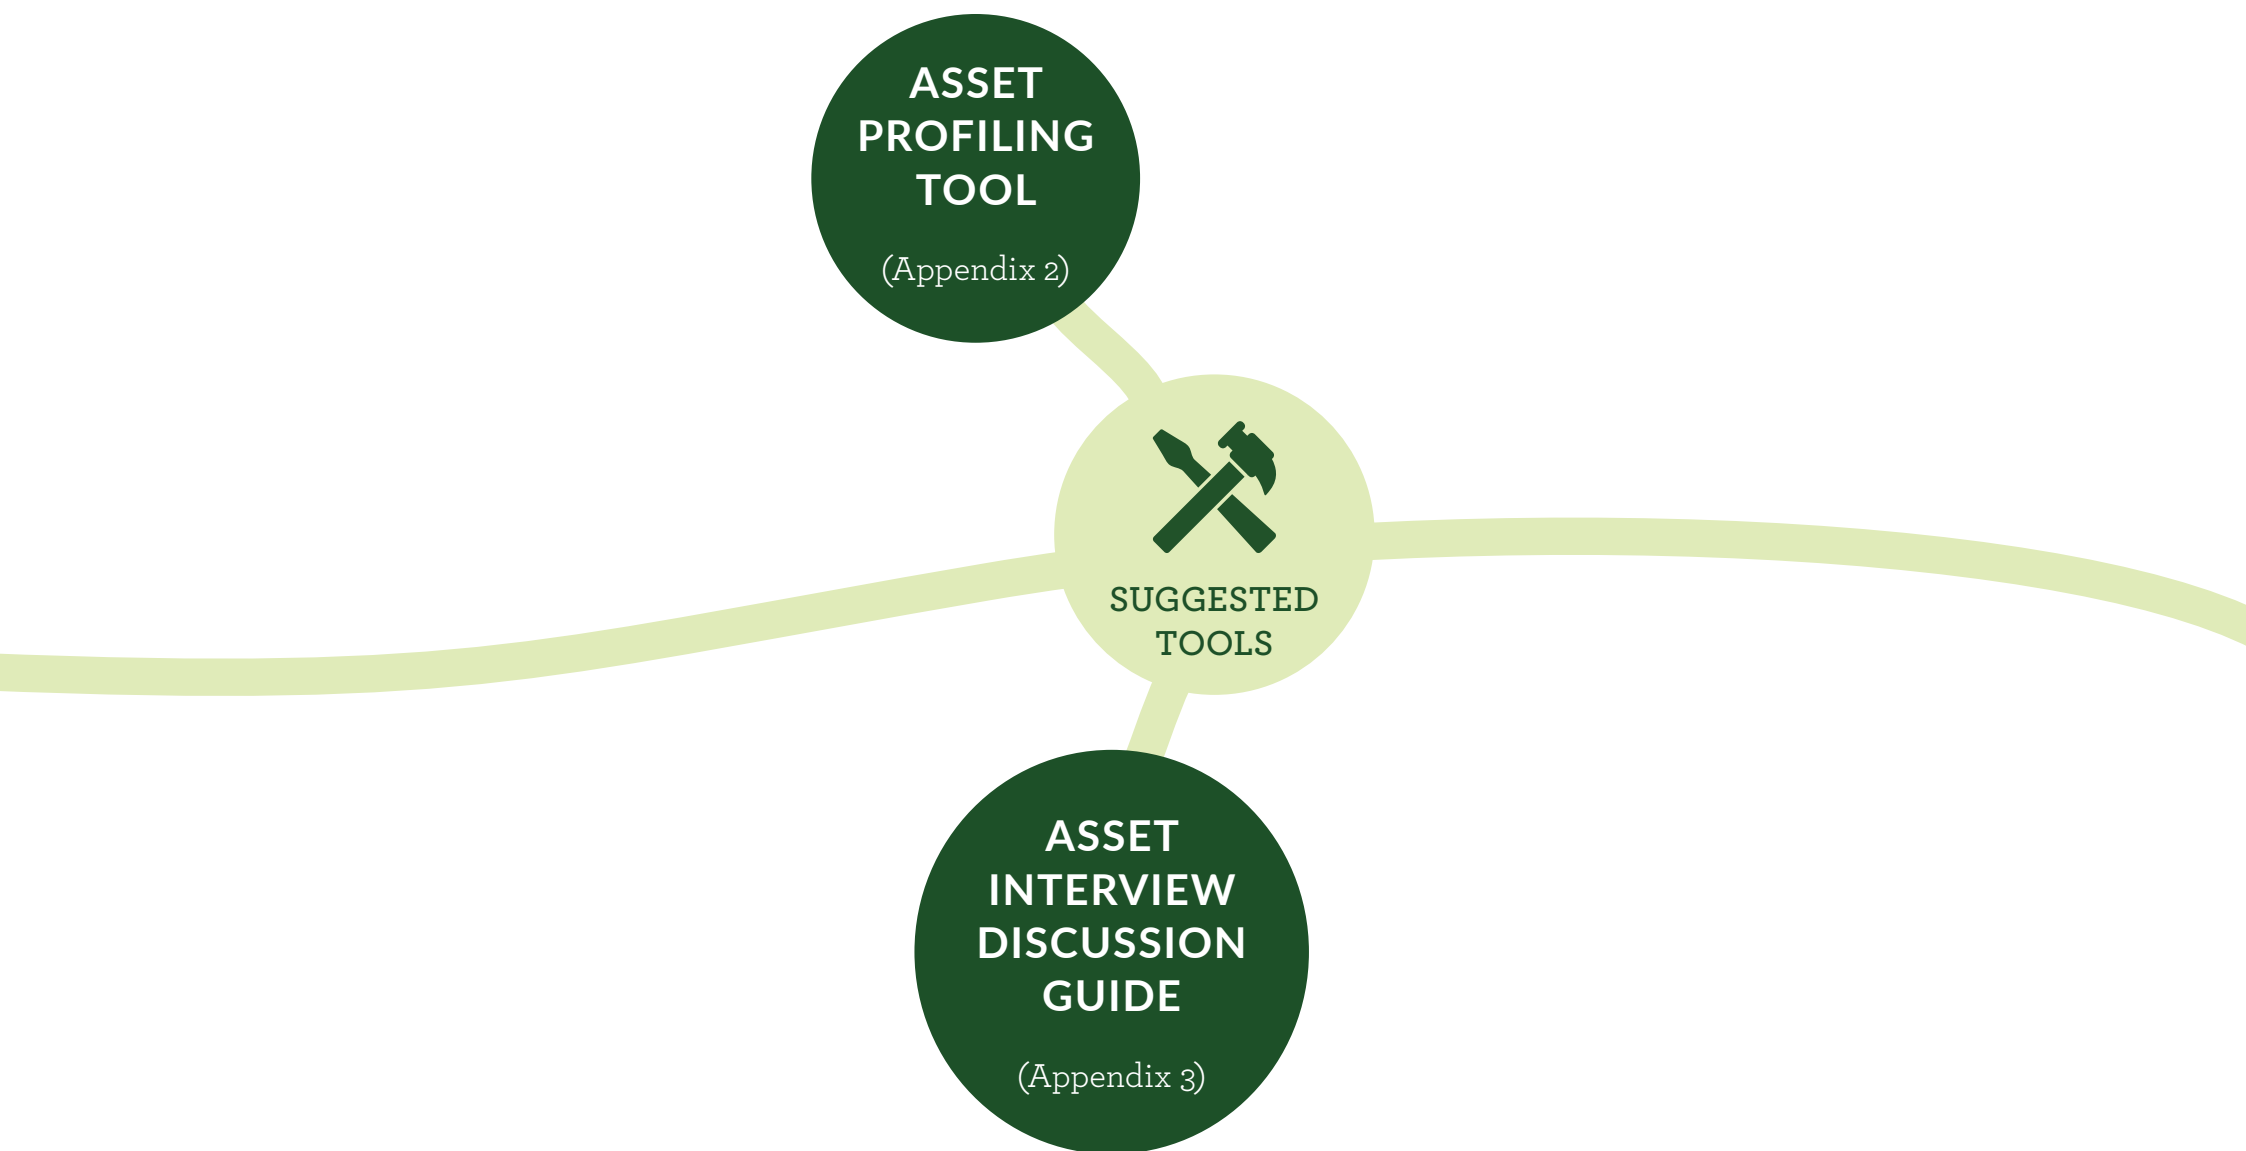 ASSET
PROFILING
TOOL
(Appendix 2)
SUGGESTED
TOOLS
ASSET
INTERVIEW
DISCUSSION
GUIDE
(Appendix 3)